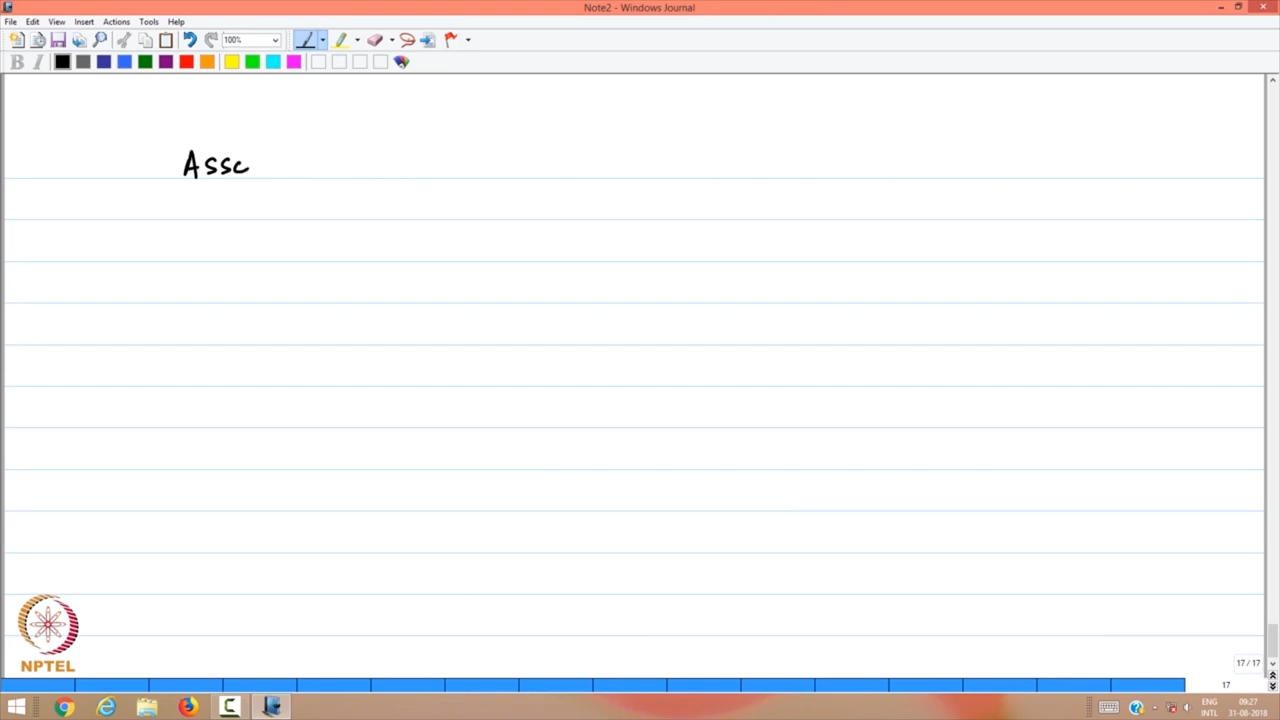 Note2 - Windows Journal
File Edit View Insert Actions Tools Help
100%
B I
Assc
NPTEL
17 / 17
17
ENG 09:27
INTL 31-08-2018